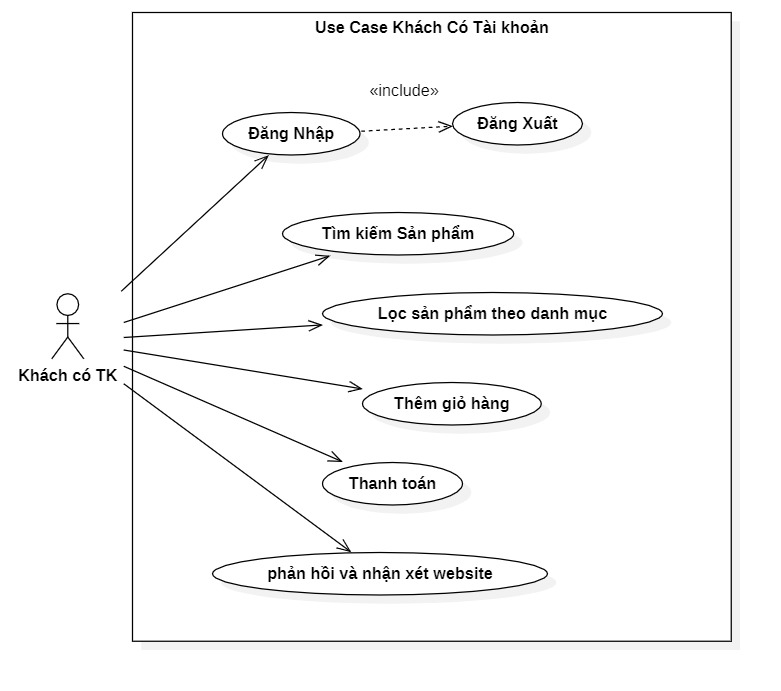 Use Case Khách Có Tài khoản
«include»
Đăng Nhập
Đăng Xuất
Tìm kiếm Sản phẩm
Lọc sản phẩm theo danh mục
Khách có TK
Thêm giỏ hàng
Thanh toán
phản hồi và nhận xét website